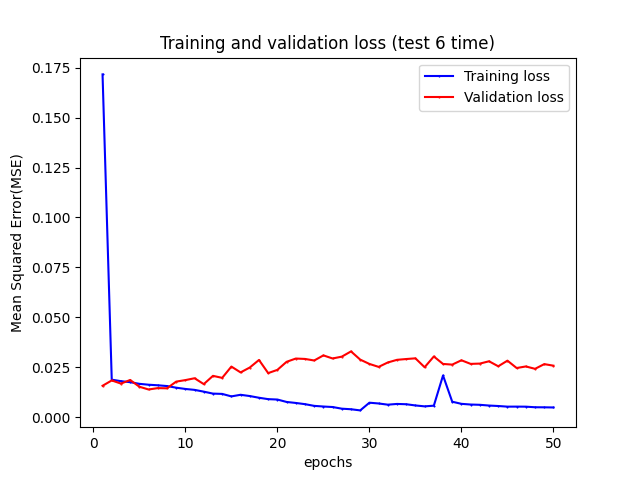 Training and validation loss (test 6 time)
Training loss
Validation loss
Mean Squared Error(MSE)
0.175
0.150
0.125
0.100
0.075
0.050
0.025
0.000
0 10 20 30 40 50
epochs